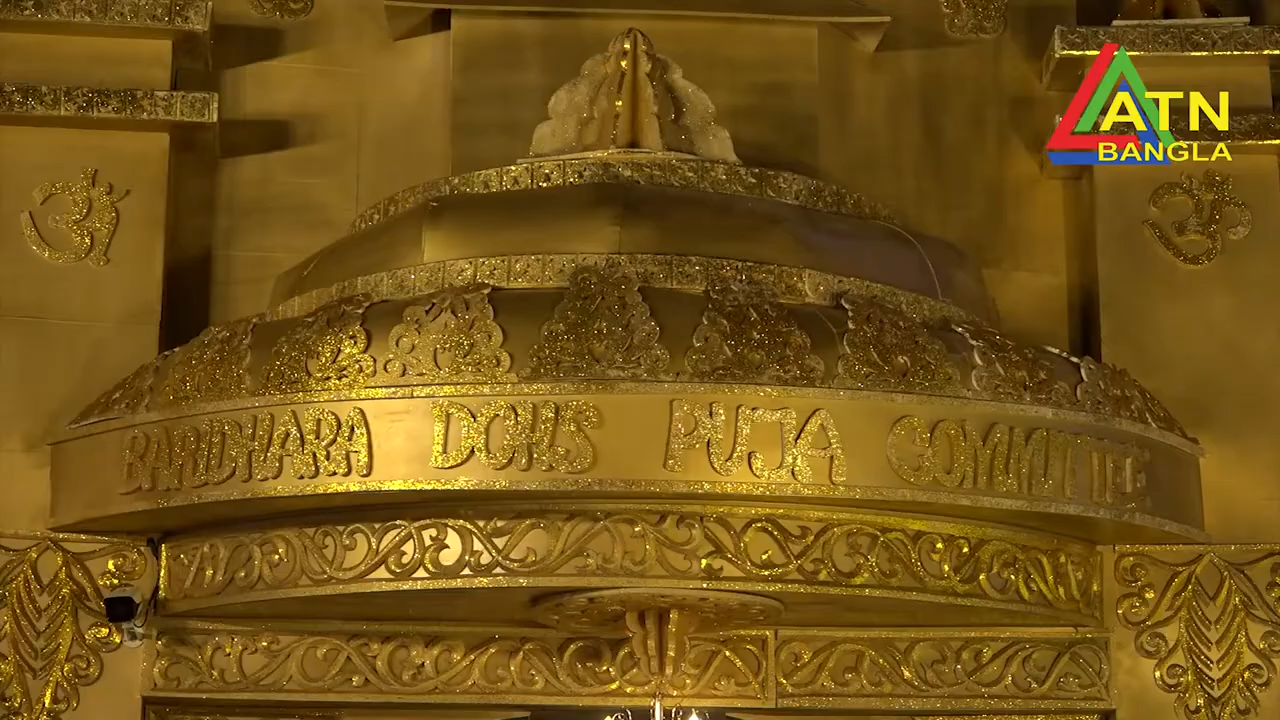 ATN
BANGLA
ॐ
ॐ
BARIDHARA DOHS PUJA COMMITTEE